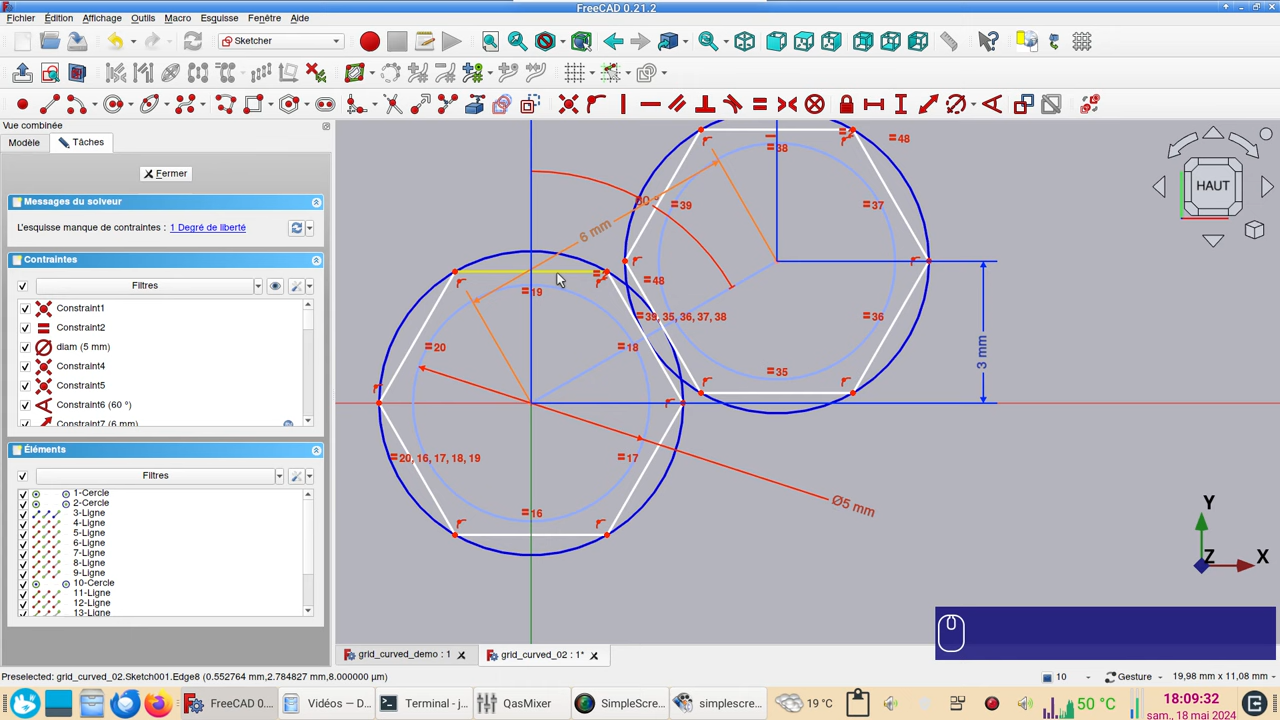 FreeCAD 0.21.2
Fichier Édition Affichage Outils Macro Esquisse Fenêtre Aide
Sketcher
Vue combinée
Modèle Tâches
Fermer
Messages du solveur
L'esquisse manque de contraintes : 1 Degré de liberté
Contraintes
Filtres
Constraint1
Constraint2
diam (5 mm)
Constraint4
Constraint5
Constraint6 (60 °)
Constraint7 (6 mm)
Éléments
Filtres
1-Cercle
2-Cercle
3-Ligne
4-Ligne
5-Ligne
6-Ligne
7-Ligne
8-Ligne
9-Ligne
10-Cercle
11-Ligne
12-Ligne
13-Ligne
48
38
39
37
6 mm
HAUT
48
19
39, 35, 36, 37, 38
36
20
18
35
3 mm
20, 16, 17, 18, 19
17
16
Ø5 mm
Y
Z
X
grid_curved_demo : 1
grid_curved_02 : 1*
Preselected: grid_curved_02.Sketch001.Edge8 (0.552764 mm,2.784827 mm,8.000000 µm)
10
Gesture
19,98 mm x 11,08 mm
FreeCAD 0....
Vidéos — D...
Terminal - j...
QasMixer
SimpleScre...
simplescre...
19 °C
50 °C
18:09:32
sam., 18 mai 2024